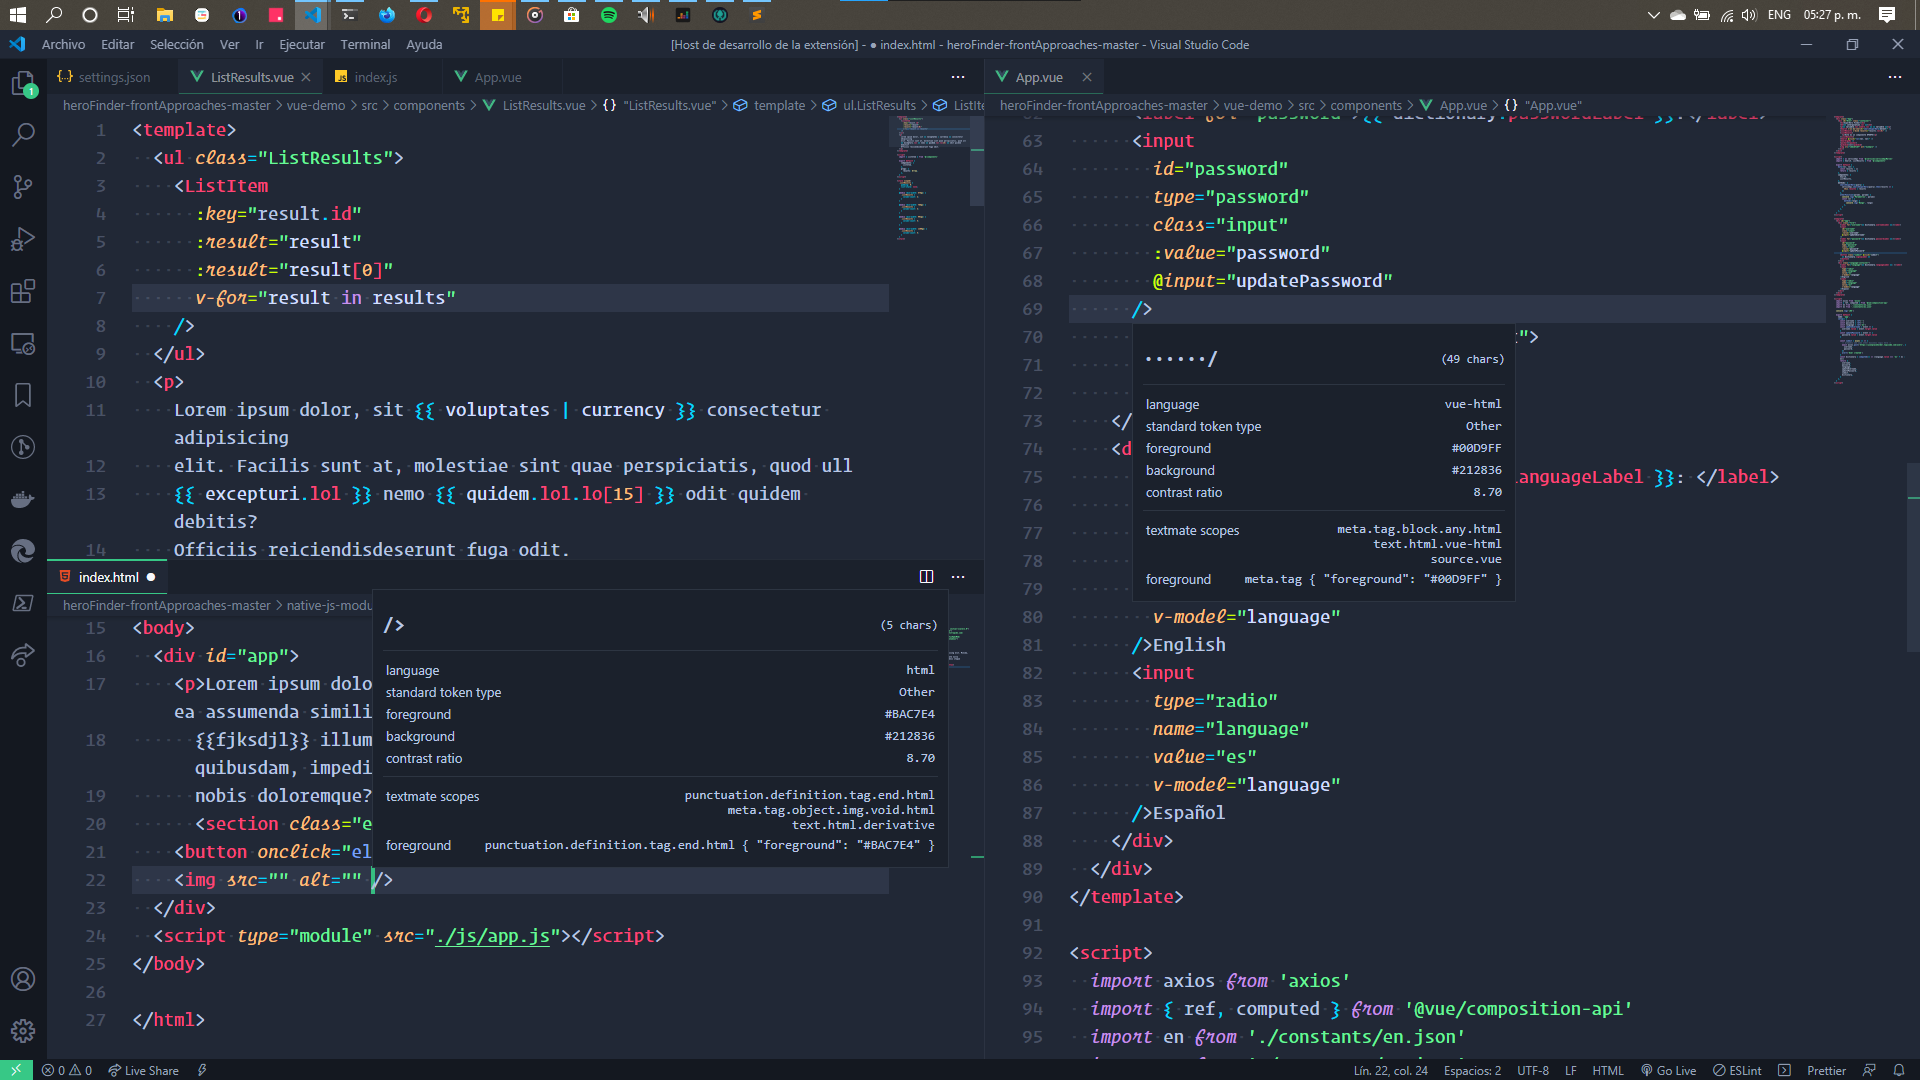 ENG 05:27 p. m.
Archivo Editar Selección Ver Ir Ejecutar Terminal Ayuda [Host de desarrollo de la extensión] - ● index.html - heroFinder-frontApproaches-master - Visual Studio Code
settings.json ListResults.vue index.js App.vue
heroFinder-frontApproaches-master > vue-demo > src > components > ListResults.vue > {} "ListResults.vue" > template > ul.ListResults > ListIte
1 <template>
2 <ul class="ListResults">
3 <ListItem
4 :key="result.id"
5 :result="result"
6 :result="result[0]"
7 v-for="result in results"
8 />
9 </ul>
10 <p>
11 Lorem ipsum dolor, sit {{ voluptates | currency }} consectetur
adipisicing
12 elit. Facilis sunt at, molestiae sint quae perspiciatis, quod ull
13 {{ excepturi.lol }} nemo {{ quidem.lol.lo[15] }} odit quidem
debitis?
14 Officiis reiciendisdeserunt fuga odit.
index.html
heroFinder-frontApproaches-master > native-js-modu
15 <body>
16 <div id="app">
17 <p>Lorem ipsum dolo
ea assumenda simili
18 {{fjksdjl}} illum
quibusdam, impedi
19 nobis doloremque?
20 <section class="e
21 <button onclick="el
22 <img src="" alt="" />
23 </div>
24 <script type="module" src="./js/app.js"></script>
25 </body>
26
27 </html>
/> (5 chars)
language html
standard token type Other
foreground #BAC7E4
background #212836
contrast ratio 8.70
textmate scopes punctuation.definition.tag.end.html
meta.tag.object.img.void.html
text.html.derivative
foreground punctuation.definition.tag.end.html { "foreground": "#BAC7E4" }
App.vue
heroFinder-frontApproaches-master > vue-demo > src > components > App.vue > {} "App.vue"
62 <label for="password">{{ dictionary.passwordLabel }}:</label>
63 <input
64 id="password"
65 type="password"
66 class="input"
67 :value="password"
68 @input="updatePassword"
69 />
70 ">
71
72
73 </
74 <d
75 anguageLabel }}: </label>
76
77
78
79
80 v-model="language"
81 />English
82 <input
83 type="radio"
84 name="language"
85 value="es"
86 v-model="language"
87 />Español
88 </div>
89 </div>
90 </template>
91
92 <script>
93 import axios from 'axios'
94 import { ref, computed } from '@vue/composition-api'
95 import en from './constants/en.json'
······/ (49 chars)
language vue-html
standard token type Other
foreground #00D9FF
background #212836
contrast ratio 8.70
textmate scopes meta.tag.block.any.html
text.html.vue-html
source.vue
foreground meta.tag { "foreground": "#00D9FF" }
0 0 Live Share Lín. 22, col. 24 Espacios: 2 UTF-8 LF HTML Go Live ESLint Prettier